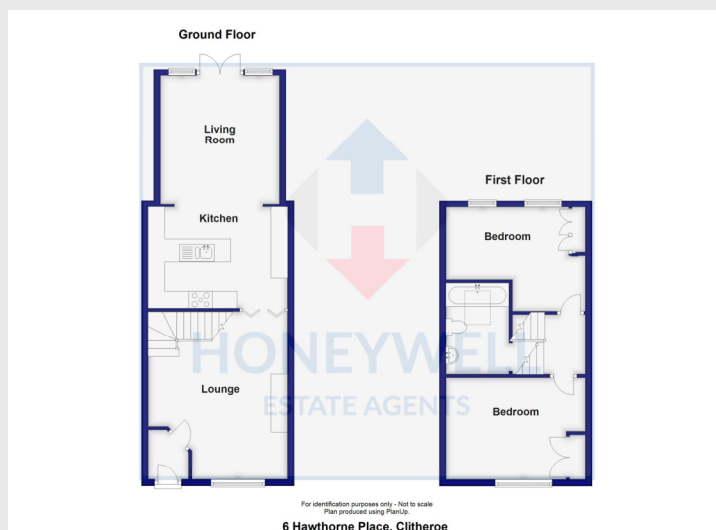 Ground Floor
Living
Room
Kitchen
Lounge
First Floor
Bedroom
Bedroom
HONEYWELL
ESTATE AGENTS
For identification purposes only - Not to scale
Plan produced using PlanUp.
6 Hawthorne Place, Clitheroe